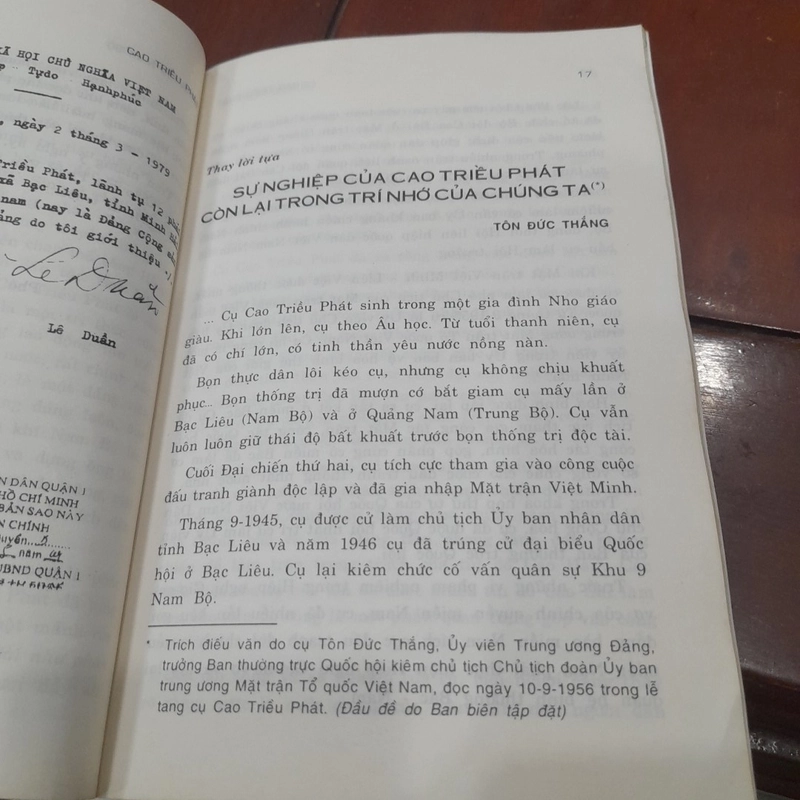 XÃ HỘI CHỦ NGHĨA VIỆT NAM
Tựdo Hạnhphúc
ngày 2 tháng 3 - 1979
Triều Phát, lãnh tụ 12
xã Bạc Liêu, tỉnh Minh
nam (nay là Đảng Cộng
do tôi giới thiệu
Lê Duẩn
Lê Duẩn
DÂN QUẬN 1
HỒ CHÍ MINH
BẢN SAO NÀY
CHÍNH
UBND QUẬN 1
CAO TRIỀU
17
Thay lời tựa
SỰ NGHIỆP CỦA CAO TRIỀU PHÁT
CÒN LẠI TRONG TRÍ NHỚ CỦA CHÚNG TA(*)
TÔN ĐỨC THẮNG
... Cụ Cao Triều Phát sinh trong một gia đình Nho giáo
giàu. Khi lớn lên, cụ theo Âu học. Từ tuổi thanh niên, cụ
đã có chí lớn, có tinh thần yêu nước nồng nàn.
Bọn thực dân lôi kéo cụ, nhưng cụ không chịu khuất
phục... Bọn thống trị đã mượn cớ bắt giam cụ mấy lần ở
Bạc Liêu (Nam Bộ) và ở Quảng Nam (Trung Bộ). Cụ vẫn
luôn luôn giữ thái độ bất khuất trước bọn thống trị độc tài.
Cuối Đại chiến thứ hai, cụ tích cực tham gia vào công cuộc
đấu tranh giành độc lập và đã gia nhập Mặt trận Việt Minh.
Tháng 9-1945, cụ được cử làm chủ tịch Ủy ban nhân dân
tỉnh Bạc Liêu và năm 1946 cụ đã trúng cử đại biểu Quốc
hội ở Bạc Liêu. Cụ lại kiêm chức cố vấn quân sự Khu 9
Nam Bộ.
* Trích điếu văn do cụ Tôn Đức Thắng, Ủy viên Trung ương Đảng,
trưởng Ban thường trực Quốc hội kiêm chủ tịch Chủ tịch đoàn Ủy ban
trung ương Mặt trận Tổ quốc Việt Nam, đọc ngày 10-9-1956 trong lễ
tang cụ Cao Triều Phát. (Đầu đề do Ban biên tập đặt)